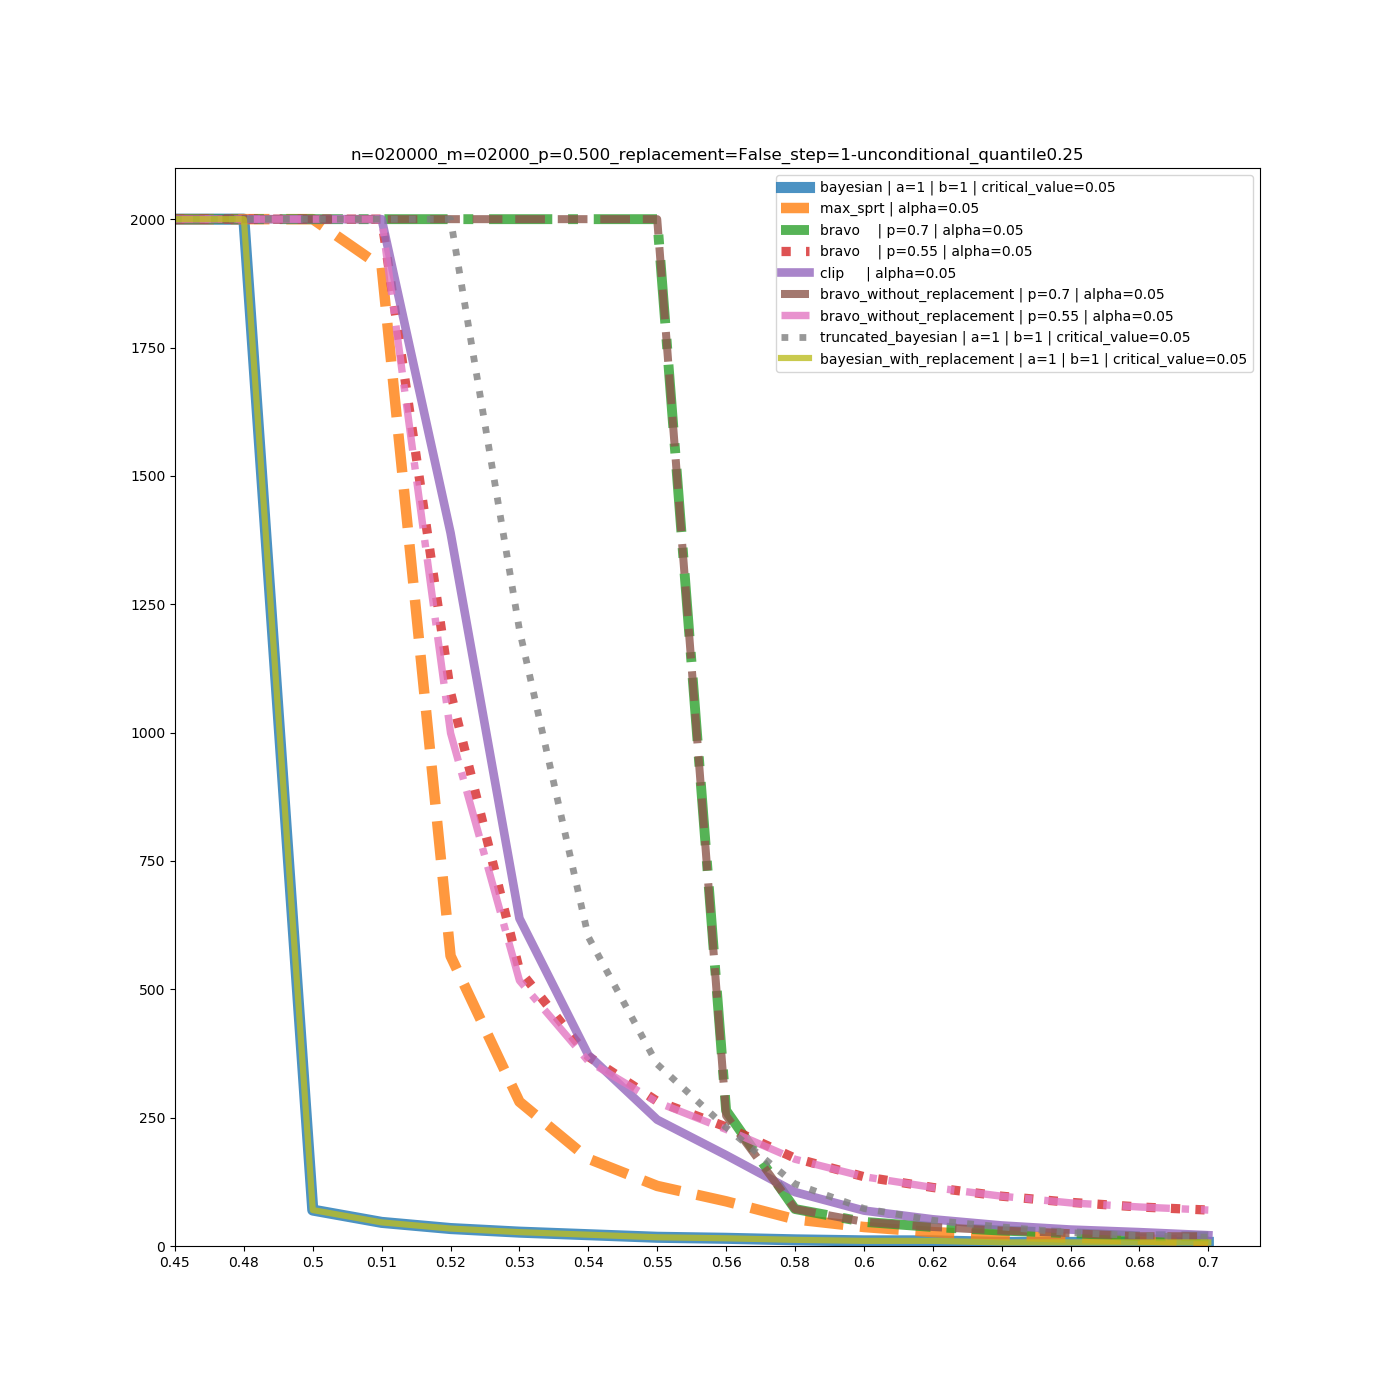 n=020000_m=02000_p=0.500_replacement=False_step=1-unconditional_quantile0.25
bayesian | a=1 | b=1 | critical_value=0.05
max_sprt | alpha=0.05
bravo    | p=0.7 | alpha=0.05
bravo    | p=0.55 | alpha=0.05
clip     | alpha=0.05
bravo_without_replacement | p=0.7 | alpha=0.05
bravo_without_replacement | p=0.55 | alpha=0.05
truncated_bayesian | a=1 | b=1 | critical_value=0.05
bayesian_with_replacement | a=1 | b=1 | critical_value=0.05
2000
1750
1500
1250
1000
750
500
250
0
0.45 0.48 0.5 0.51 0.52 0.53 0.54 0.55 0.56 0.58 0.6 0.62 0.64 0.66 0.68 0.7